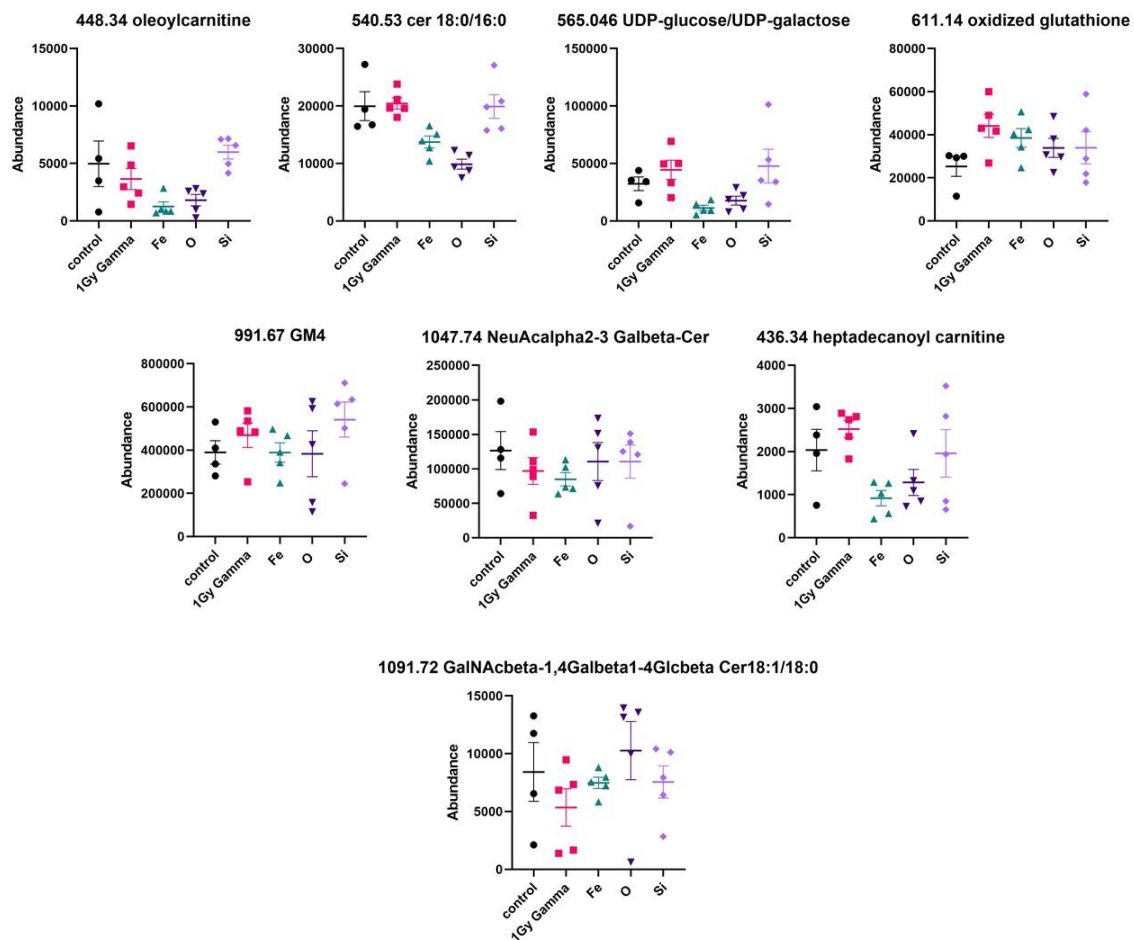 448.34 oleoylcarnitine
15000
10000
5000
0
Abundance
control
1Gy Gamma
Fe
O
Si
540.53 cer 18:0/16:0
30000
20000
10000
0
Abundance
control
1Gy Gamma
Fe
O
Si
565.046 UDP-glucose/UDP-galactose
150000
100000
50000
0
Abundance
control
1Gy Gamma
Fe
O
Si
611.14 oxidized glutathione
80000
60000
40000
20000
0
Abundance
control
1Gy Gamma
Fe
O
Si
991.67 GM4
800000
600000
400000
200000
0
Abundance
control
1Gy Gamma
Fe
O
Si
1047.74 NeuAcalpha2-3 Galbeta-Cer
250000
200000
150000
100000
50000
0
Abundance
control
1Gy Gamma
Fe
O
Si
436.34 heptadecanoyl carnitine
4000
3000
2000
1000
0
Abundance
control
1Gy Gamma
Fe
O
Si
1091.72 GalNAcbeta-1,4Galbeta1-4Glcbeta Cer18:1/18:0
15000
10000
5000
0
Abundance
control
1Gy Gamma
Fe
O
Si